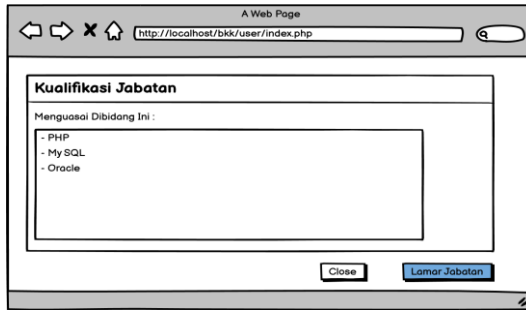 A Web Page
http://localhost/bkk/user/index.php
Kualifikasi Jabatan
Menguasai Dibidang Ini :
- PHP
- My SQL
- Oracle
Close
Lamar Jabatan